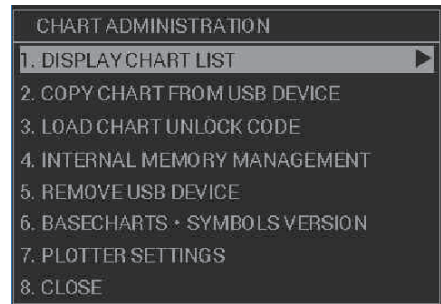 CHART ADMINISTRATION
1. DISPLAY CHART LIST
2. COPY CHART FROM USB DEVICE
3. LOAD CHART UNLOCK CODE
4. INTERNAL MEMORY MANAGEMENT
5. REMOVE USB DEVICE
6. BASECHARTS・SYMBOLS VERSION
7. PLOTTER SETTINGS
8. CLOSE